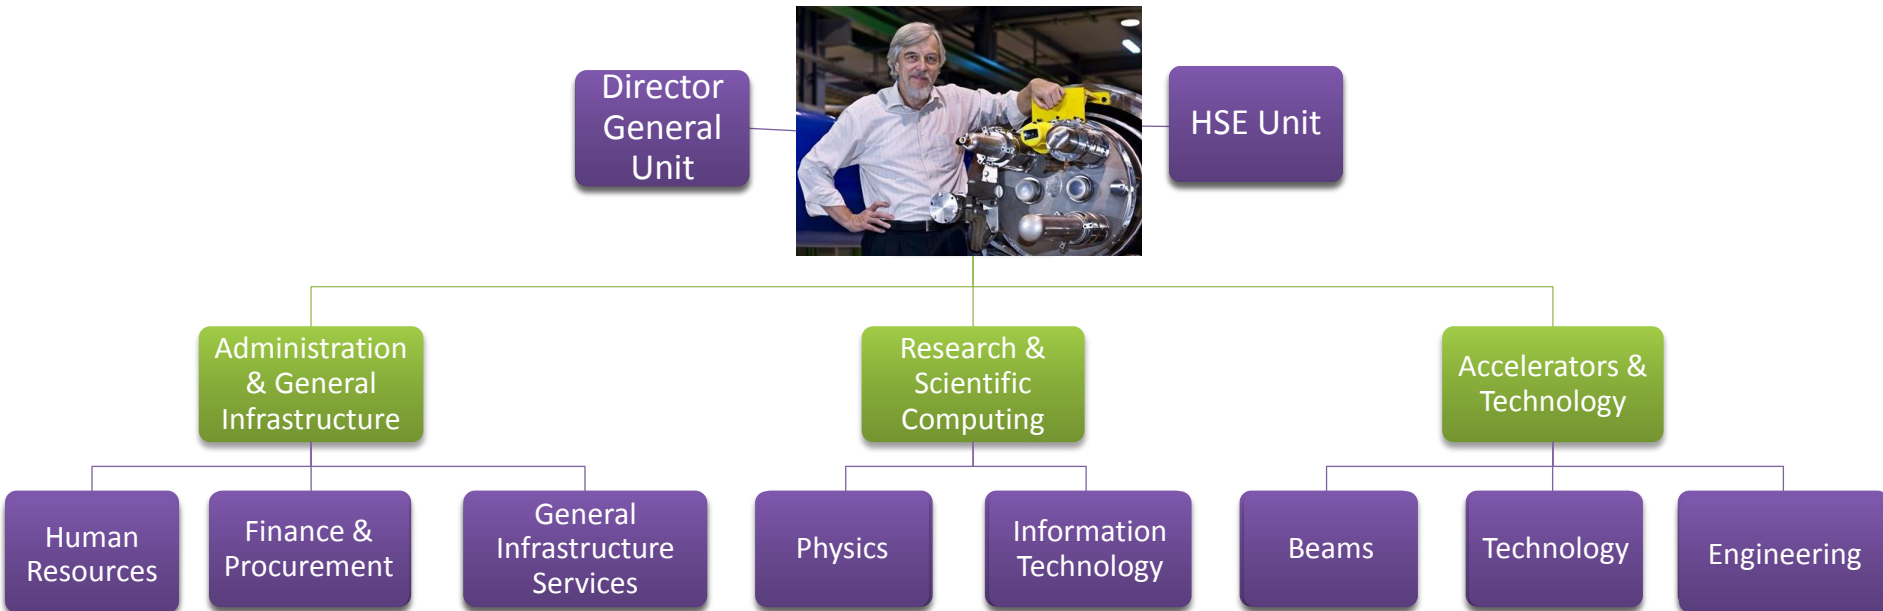 Director
General
Unit
HSE Unit
Administration
& General
Infrastructure
Research &
Scientific
Computing
Accelerators &
Technology
Human
Resources
Finance &
Procurement
General
Infrastructure
Services
Physics
Information
Technology
Beams
Technology
Engineering